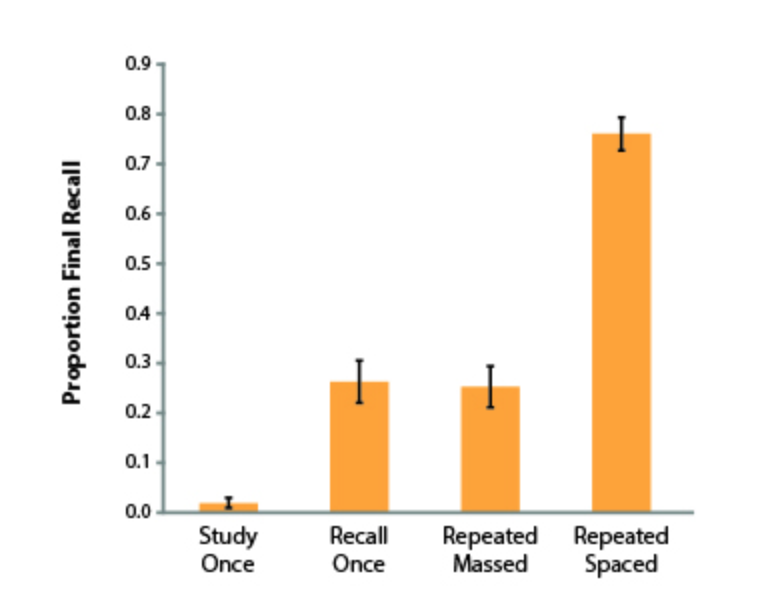 Proportion Final Recall
0.9
0.8
0.7
0.6
0.5
0.4
0.3
0.2
0.1
0.0
Study
Once
Recall
Once
Repeated
Massed
Repeated
Spaced